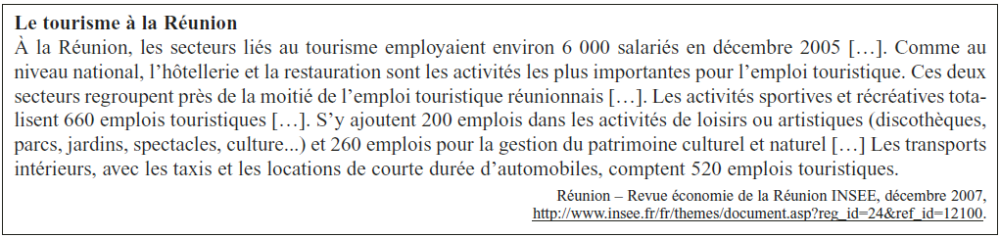 Le tourisme à la Réunion
À la Réunion, les secteurs liés au tourisme employaient environ 6 000 salariés en décembre 2005 […]. Comme au
niveau national, l’hôtellerie et la restauration sont les activités les plus importantes pour l’emploi touristique. Ces deux
secteurs regroupent près de la moitié de l’emploi touristique réunionnais […]. Les activités sportives et récréatives tota-
lisent 660 emplois touristiques […]. S’y ajoutent 200 emplois dans les activités de loisirs ou artistiques (discothèques,
parcs, jardins, spectacles, culture...) et 260 emplois pour la gestion du patrimoine culturel et naturel […] Les transports
intérieurs, avec les taxis et les locations de courte durée d’automobiles, comptent 520 emplois touristiques.
Réunion – Revue économie de la Réunion INSEE, décembre 2007,
http://www.insee.fr/fr/themes/document.asp?reg_id=24&ref_id=12100.